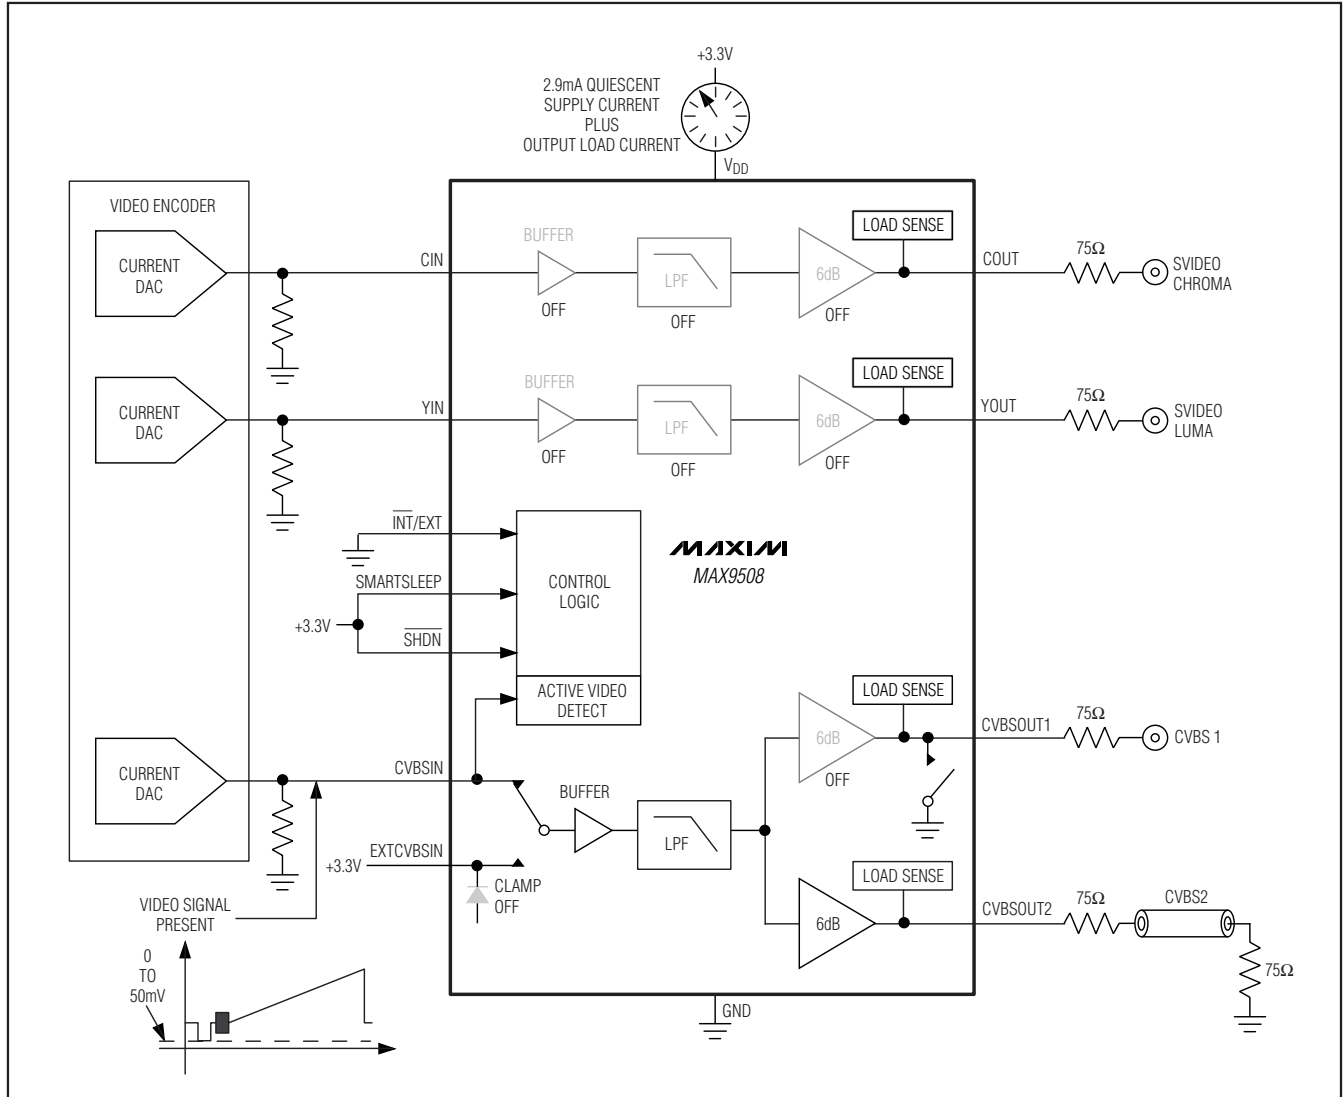 +3.3V
2.9mA QUIESCENT
SUPPLY CURRENT
PLUS
OUTPUT LOAD CURRENT
VDD
VIDEO ENCODER
CURRENT
DAC
CIN
BUFFER
OFF
LPF
OFF
6dB
OFF
LOAD SENSE
COUT
75Ω
SVIDEO
CHROMA
CURRENT
DAC
YIN
BUFFER
OFF
LPF
OFF
6dB
OFF
LOAD SENSE
YOUT
75Ω
SVIDEO
LUMA
INT/EXT
SMARTSLEEP
+3.3V
SHDN
CONTROL
LOGIC
ACTIVE VIDEO
DETECT
MAXIM
MAX9508
CURRENT
DAC
CVBSIN
BUFFER
LPF
+3.3V
EXTCVBSIN
CLAMP
OFF
6dB
OFF
LOAD SENSE
CVBSOUT1
75Ω
CVBS 1
6dB
LOAD SENSE
CVBSOUT2
75Ω
CVBS2
75Ω
GND
VIDEO SIGNAL
PRESENT
0
TO
50mV